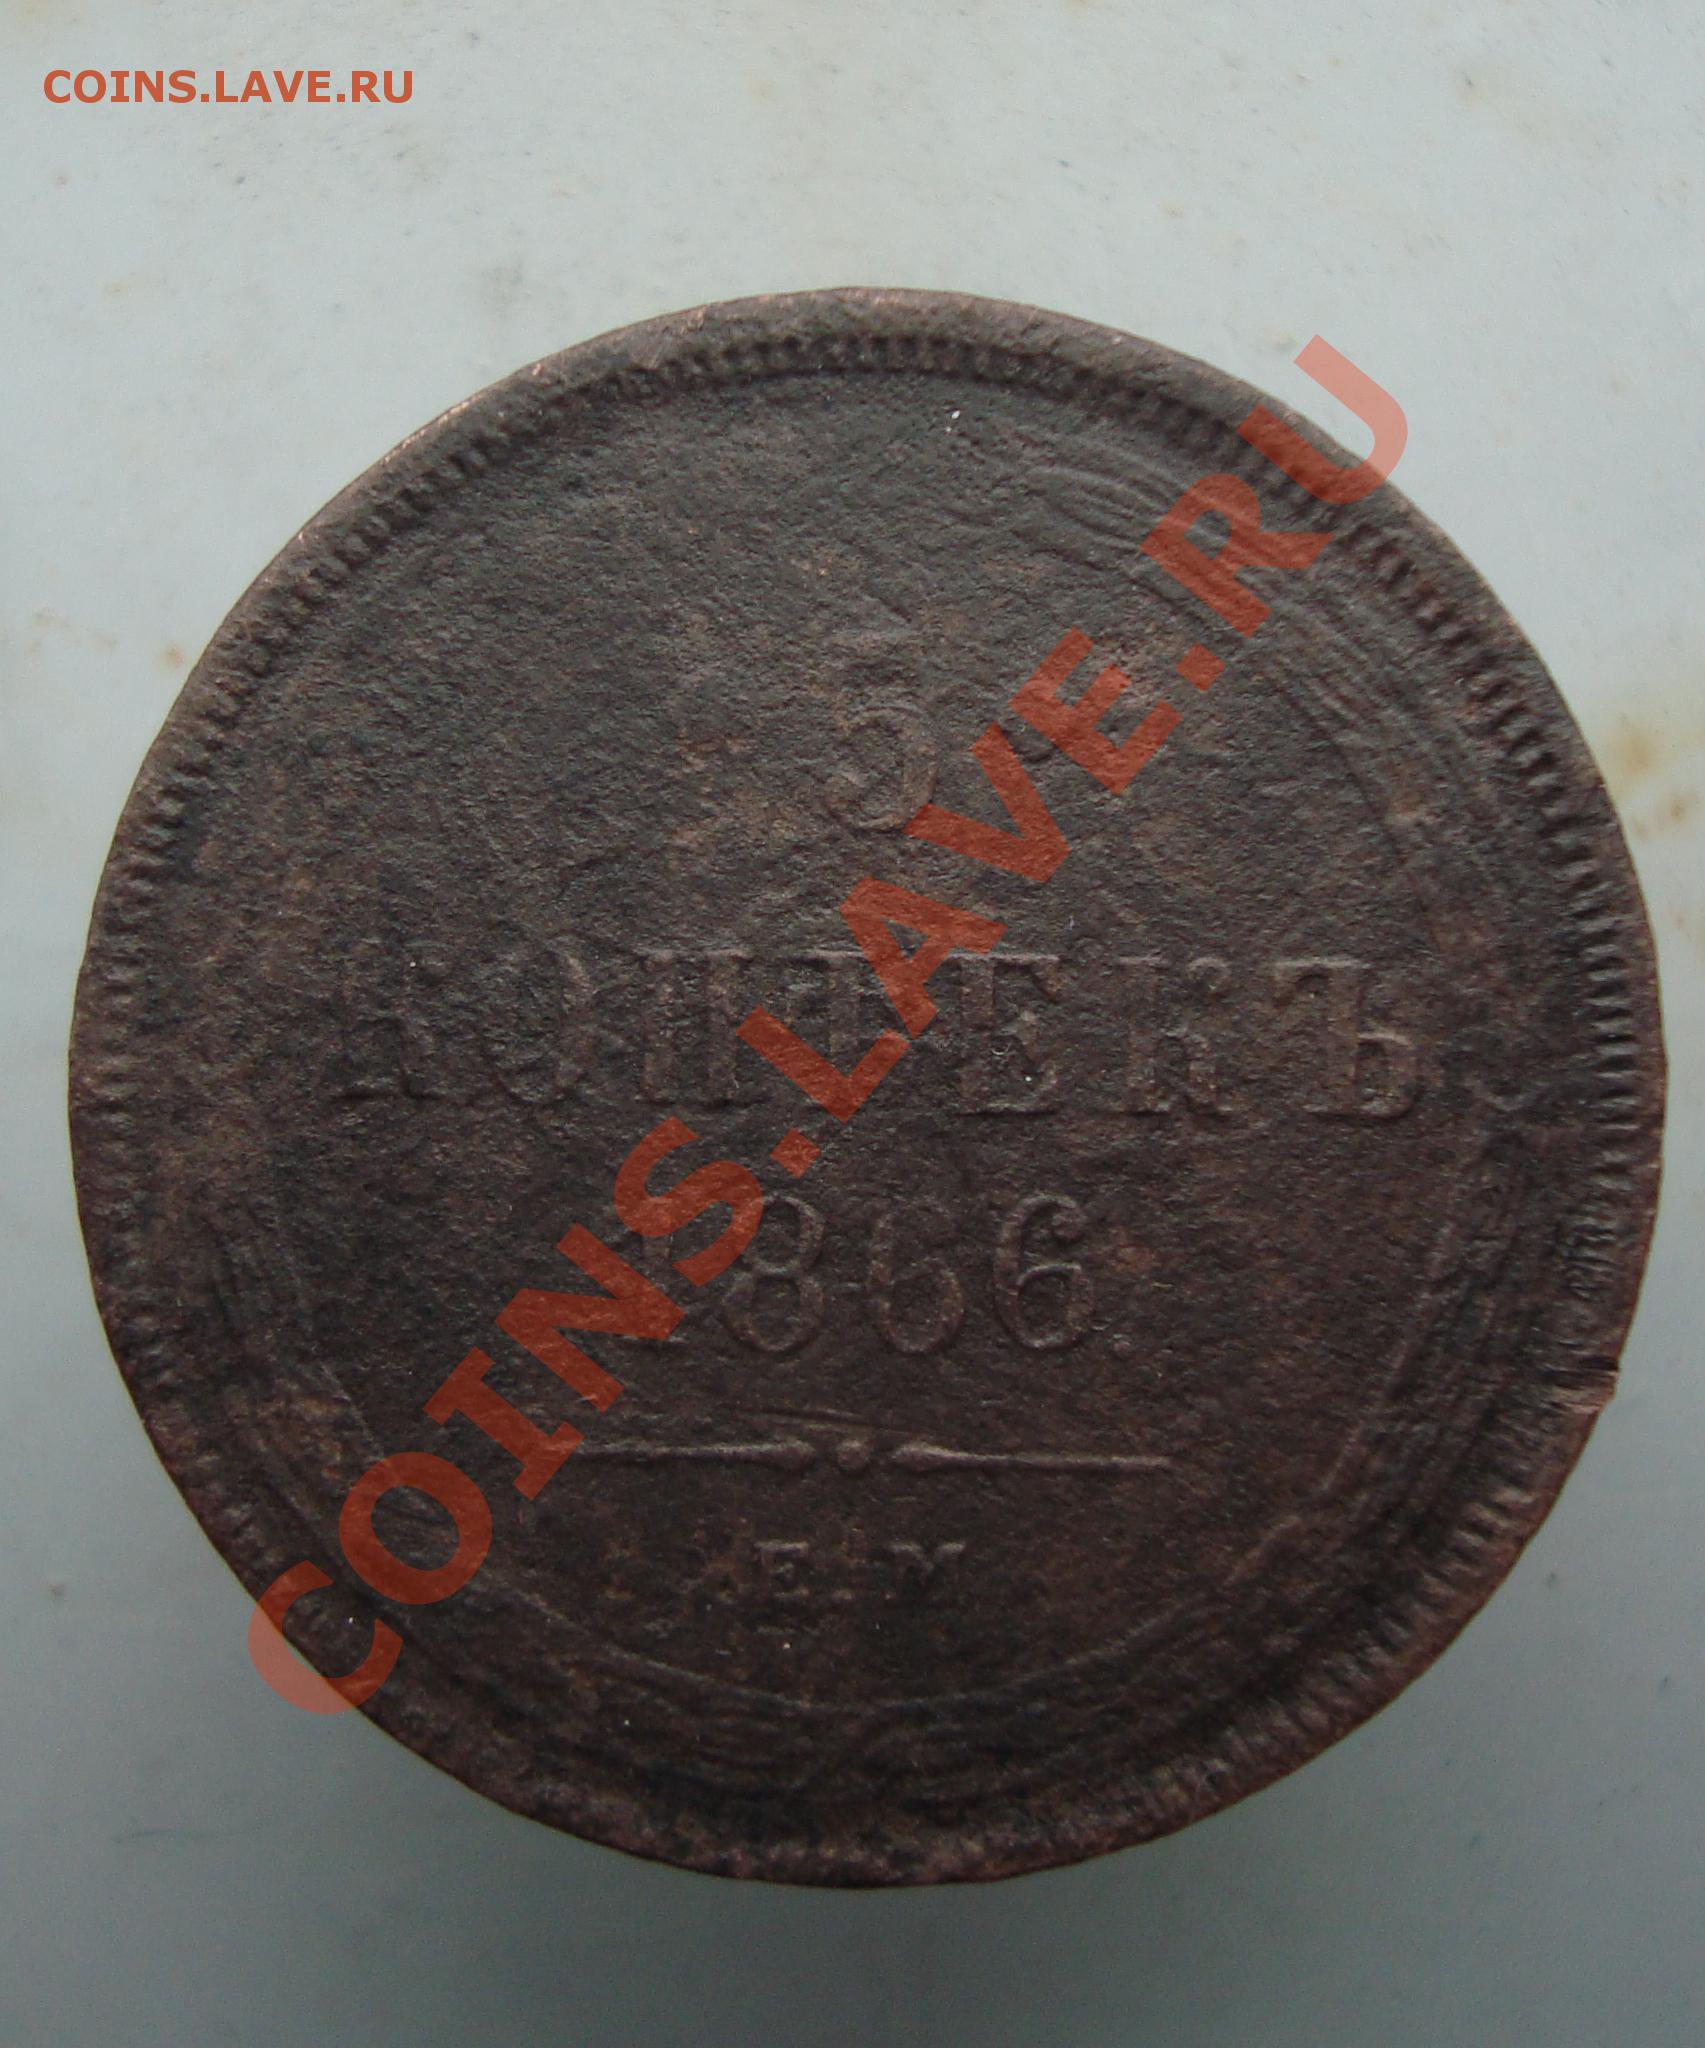 COINS.LAVE.RU
COINS.LAVE.RU
5
КОПѢЕКЪ
1866.
Е М